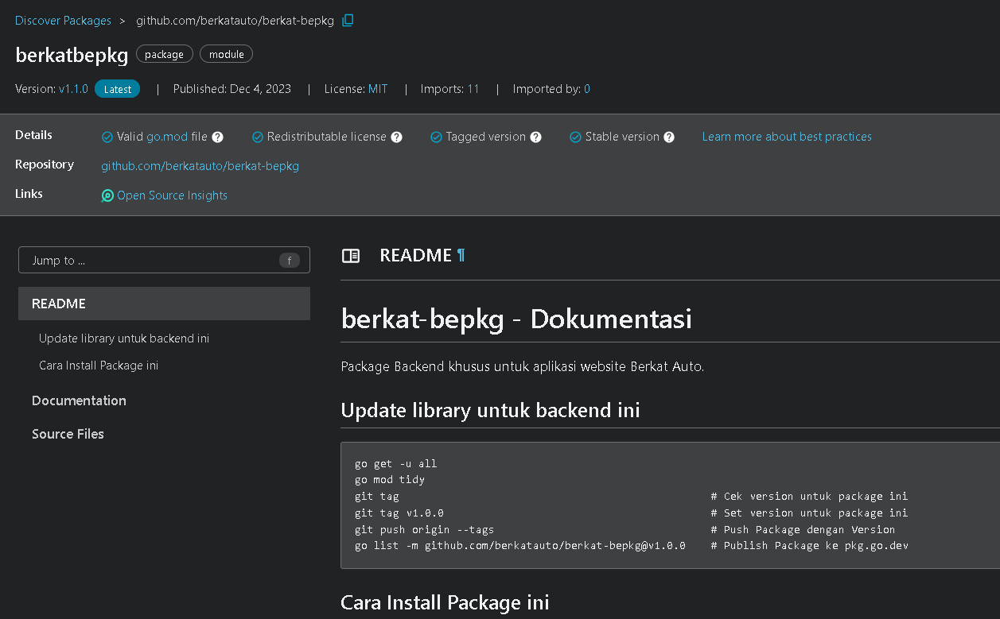 Discover Packages > github.com/berkatauto/berkat-bepkg
berkatbepkg package module
Version: v1.1.0 Latest | Published: Dec 4, 2023 | License: MIT | Imports: 11 | Imported by: 0
Details Valid go.mod file ? Redistributable license ? Tagged version ? Stable version ? Learn more about best practices
Repository github.com/berkatauto/berkat-bepkg
Links Open Source Insights
Jump to ... f
README
Update library untuk backend ini
Cara Install Package ini
Documentation
Source Files
README ¶
berkat-bepkg - Dokumentasi
Package Backend khusus untuk aplikasi website Berkat Auto.
Update library untuk backend ini
go get -u all
go mod tidy
git tag # Cek version untuk package ini
git tag v1.0.0 # Set version untuk package ini
git push origin --tags # Push Package dengan Version
go list -m github.com/berkatauto/berkat-bepkg@v1.0.0 # Publish Package ke pkg.go.dev
Cara Install Package ini